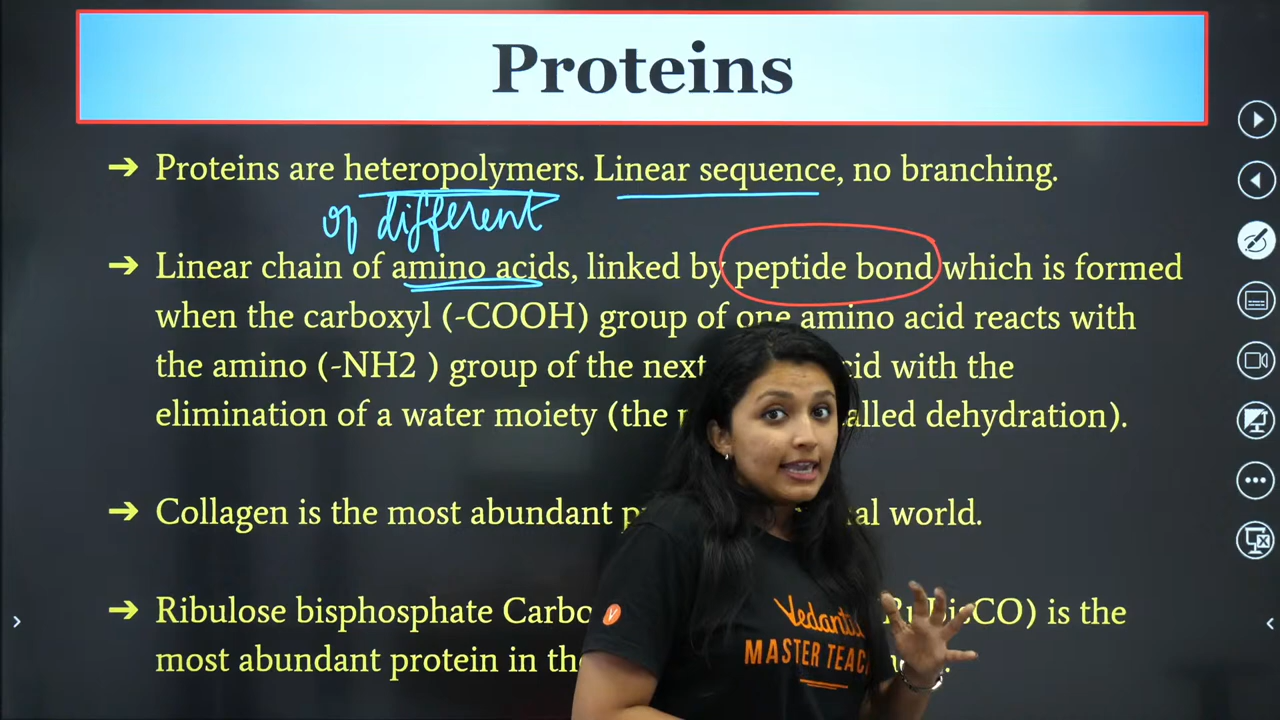 Proteins
➔ Proteins are heteropolymers. Linear sequence, no branching.
of different
➔ Linear chain of amino acids, linked by peptide bond which is formed
when the carboxyl (-COOH) group of one amino acid reacts with
the amino (-NH2 ) group of the next cid with the
elimination of a water moiety (the alled dehydration).
➔ Collagen is the most abundant al world.
➔ Ribulose bisphosphate Carbo RuBisCO) is the
most abundant protein in the
V
Vedantu
MASTER TEAC